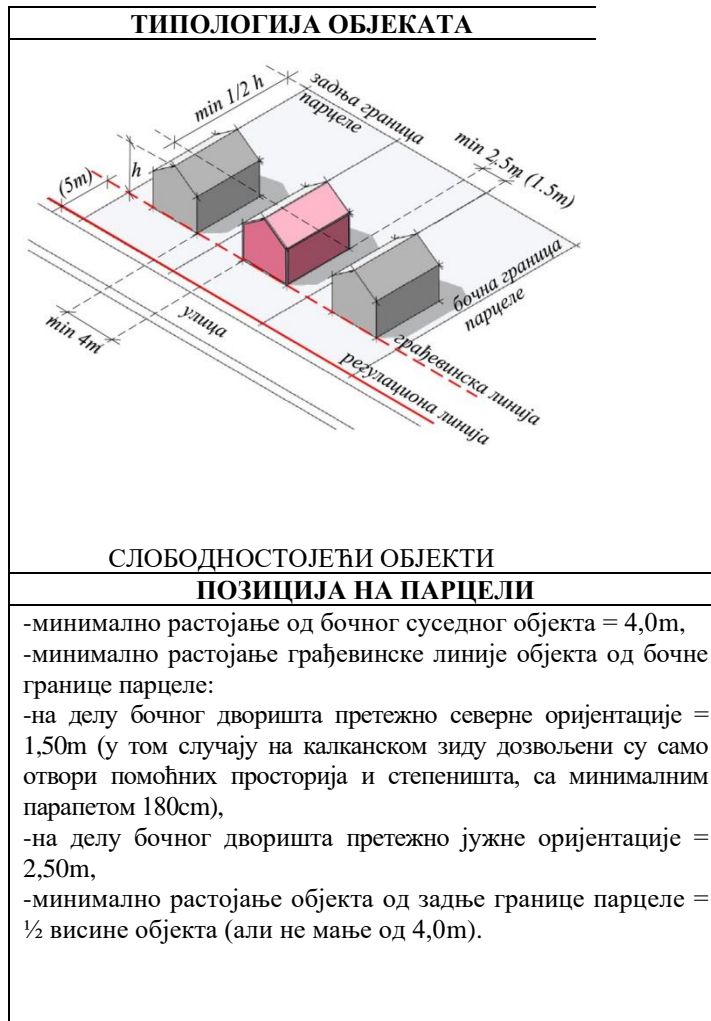 ТИПОЛОГИЈА ОБЈЕКАТА
задња граница
парцеле
min 1/2 h
min 2.5m (1.5m)
h
(5m)
бочна граница
парцеле
улица
min 4m
грађевинска линија
регулациона линија
СЛОБОДНОСТОЈЕЋИ ОБЈЕКТИ
ПОЗИЦИЈА НА ПАРЦЕЛИ
-минимално растојање од бочног суседног објекта = 4,0m,
-минимално растојање грађевинске линије објекта од бочне
границе парцеле:
-на делу бочног дворишта претежно северне оријентације =
1,50m (у том случају на калканском зиду дозвољени су само
отвори помоћних просторија и степеништа, са минималним
парапетом 180cm),
-на делу бочног дворишта претежно јужне оријентације =
2,50m,
-минимално растојање објекта од задње границе парцеле =
½ висине објекта (али не мање од 4,0m).